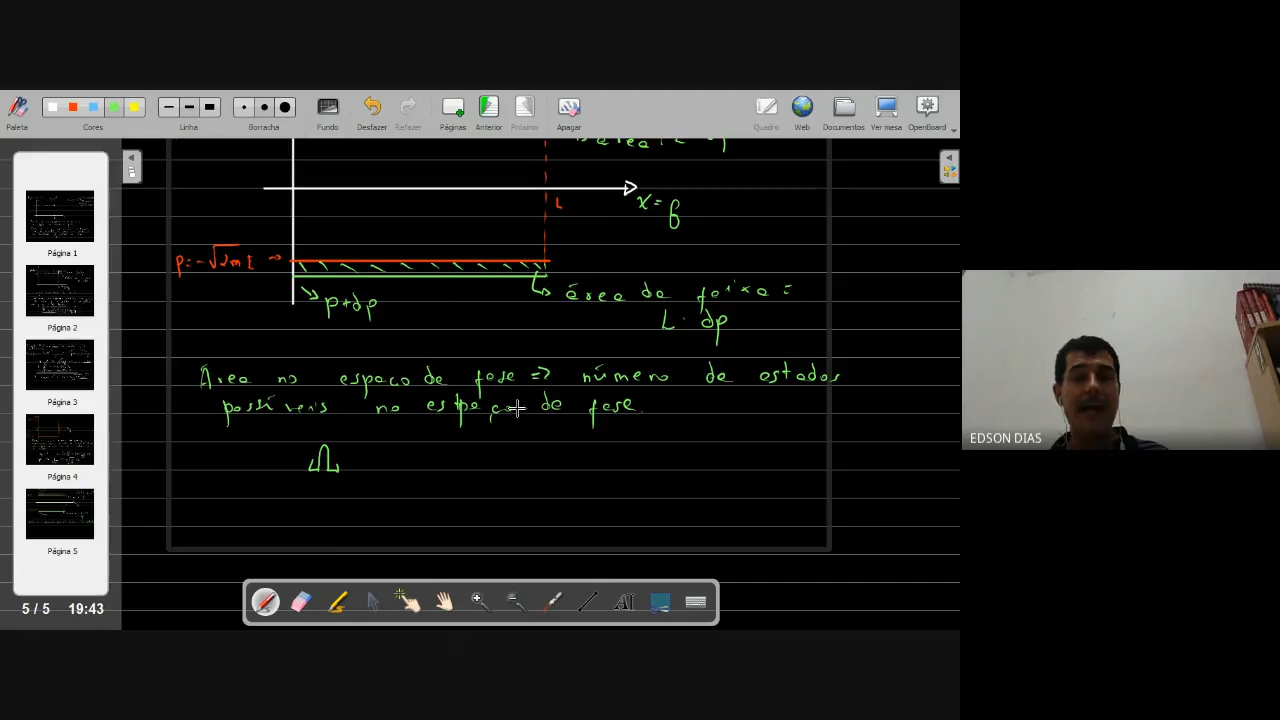 Paleta
Cores
Linha
Borracha
Fundo
Desfazer
Refazer
Páginas
Anterior
Próximo
Apagar
Quadro
Web
Documentos
Ver mesa
OpenBoard
Página 1
Página 2
Página 3
Página 4
Página 5
5 / 5 19:43
L
x = q
p = -√2mE
p+dp
área da faixa =
L. dp
Área no espaço de fase => número de estados
possíveis no espaço de fase.
Ω
AI
EDSON DIAS